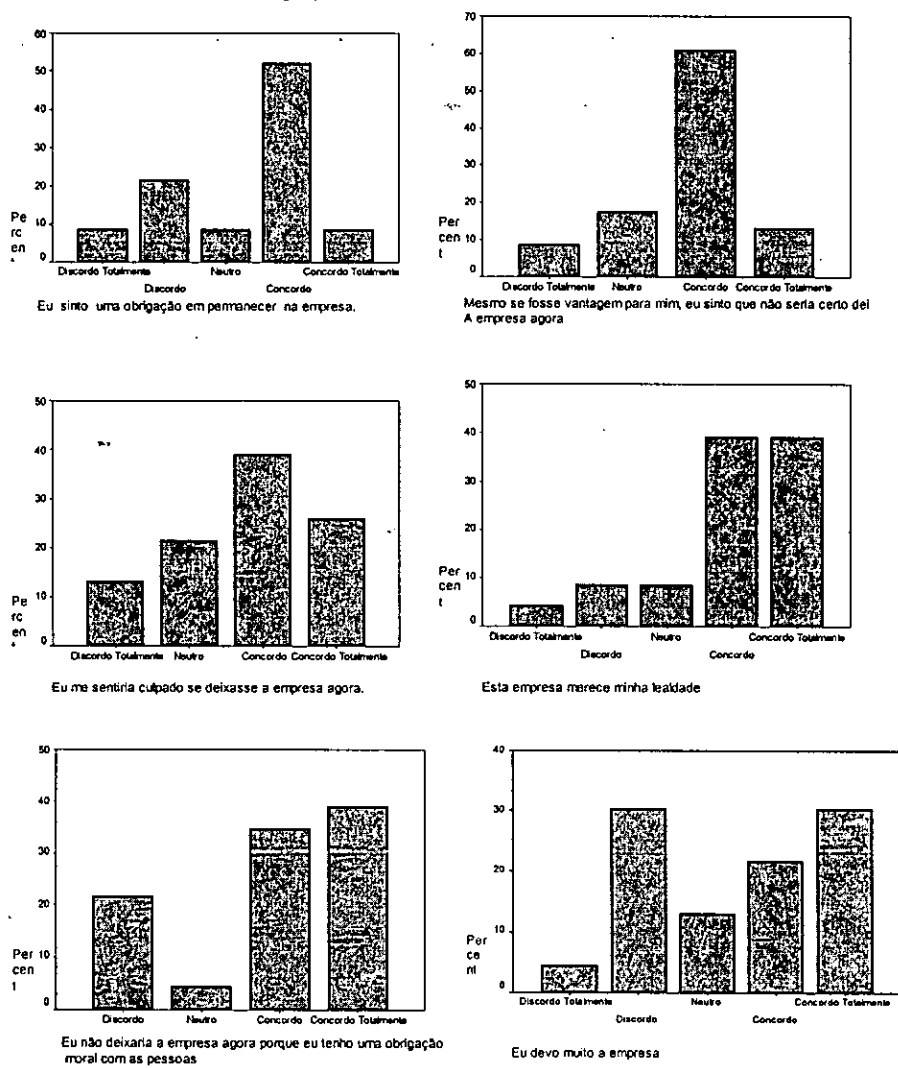 60
50
40
30
20
10
0
Pe
rc
en
Discordo Totalmente
Neutro
Concordo Totalmente
Discordo
Concordo
Eu sinto uma obrigação em permanecer na empresa.
70
60
50
40
30
20
10
0
Per
cen
t
Discordo Totalmente
Neutro
Concordo
Concordo Totalmente
Mesmo se fosse vantagem para mim, eu sinto que não seria certo dei
A empresa agora
50
40
30
20
10
0
Pe
rc
en
Discordo Totalmente
Neutro
Concordo
Concordo Totalmente
Eu me sentiria culpado se deixasse a empresa agora.
50
40
30
20
10
0
Per
cen
t
Discordo Totalmente
Neutro
Concordo Totalmente
Discordo
Concordo
Esta empresa merece minha lealdade
50
40
30
20
10
0
Per
cen
t
Discordo
Neutro
Concordo
Concordo Totalmente
Eu não deixaria a empresa agora porque eu tenho uma obrigação
moral com as pessoas
40
30
20
10
0
Per
ce
nt
Discordo Totalmente
Neutro
Concordo Totalmente
Discordo
Concordo
Eu devo muito a empresa